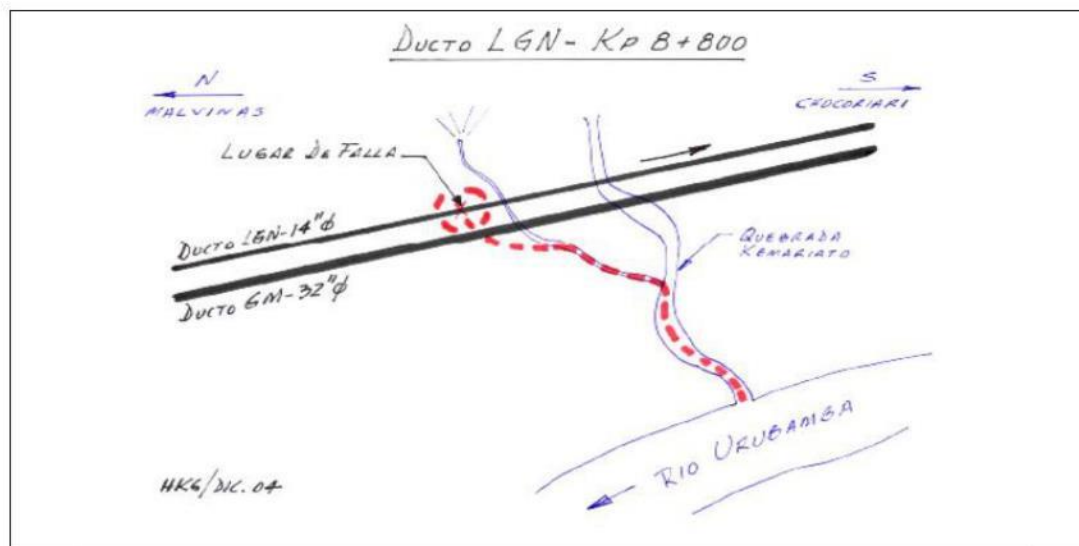 DUCTO LGN - KP 8+800
N
MALVINAS
S
CHOCORIARI
LUGAR DE FALLA
DUCTO LGN-14"ϕ
DUCTO GN-32"ϕ
QUEBRADA
KEMARIATO
RIO URUBAMBA
HKG/DIC.04